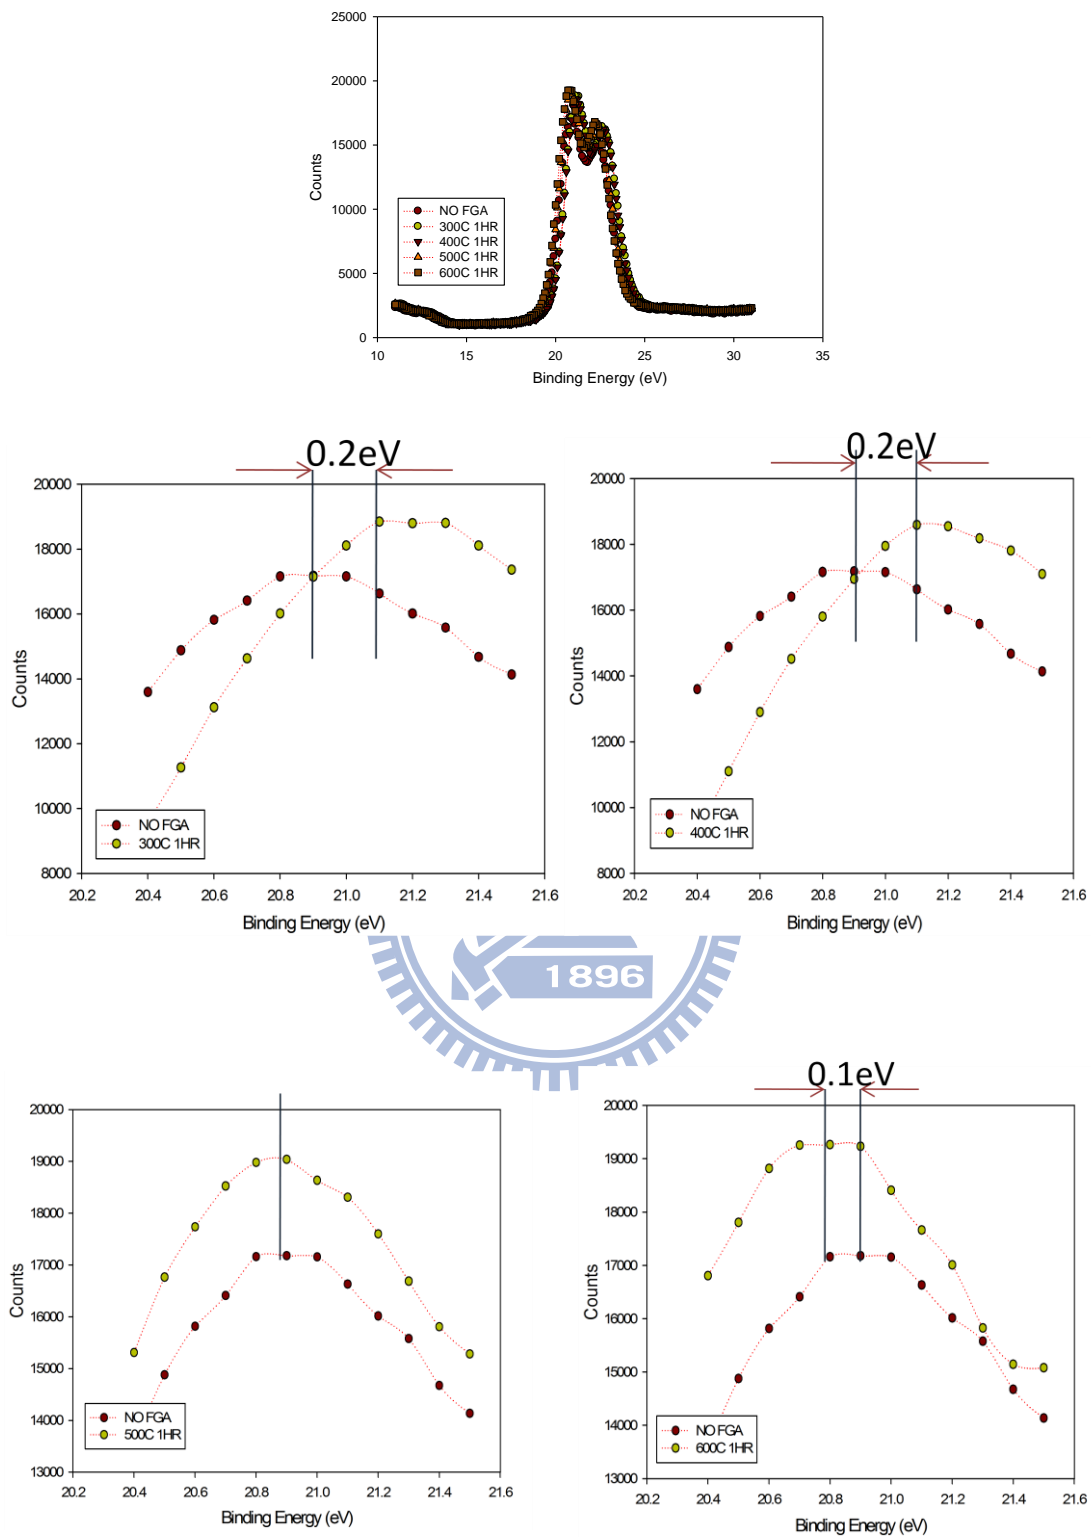 25000
20000
15000
10000
5000
0
Counts
NO FGA
300C 1HR
400C 1HR
500C 1HR
600C 1HR
10 15 20 25 30 35
Binding Energy (eV)
0.2eV
20000
18000
16000
14000
12000
10000
8000
Counts
NO FGA
300C 1HR
20.2 20.4 20.6 20.8 21.0 21.2 21.4 21.6
Binding Energy (eV)
0.2eV
20000
18000
16000
14000
12000
10000
8000
Counts
NO FGA
400C 1HR
20.2 20.4 20.6 20.8 21.0 21.2 21.4 21.6
Binding Energy (eV)
1896
20000
19000
18000
17000
16000
15000
14000
13000
Counts
NO FGA
500C 1HR
20.2 20.4 20.6 20.8 21.0 21.2 21.4 21.6
Binding Energy (eV)
0.1eV
20000
19000
18000
17000
16000
15000
14000
13000
Counts
NO FGA
600C 1HR
20.2 20.4 20.6 20.8 21.0 21.2 21.4 21.6
Binding Energy (eV)